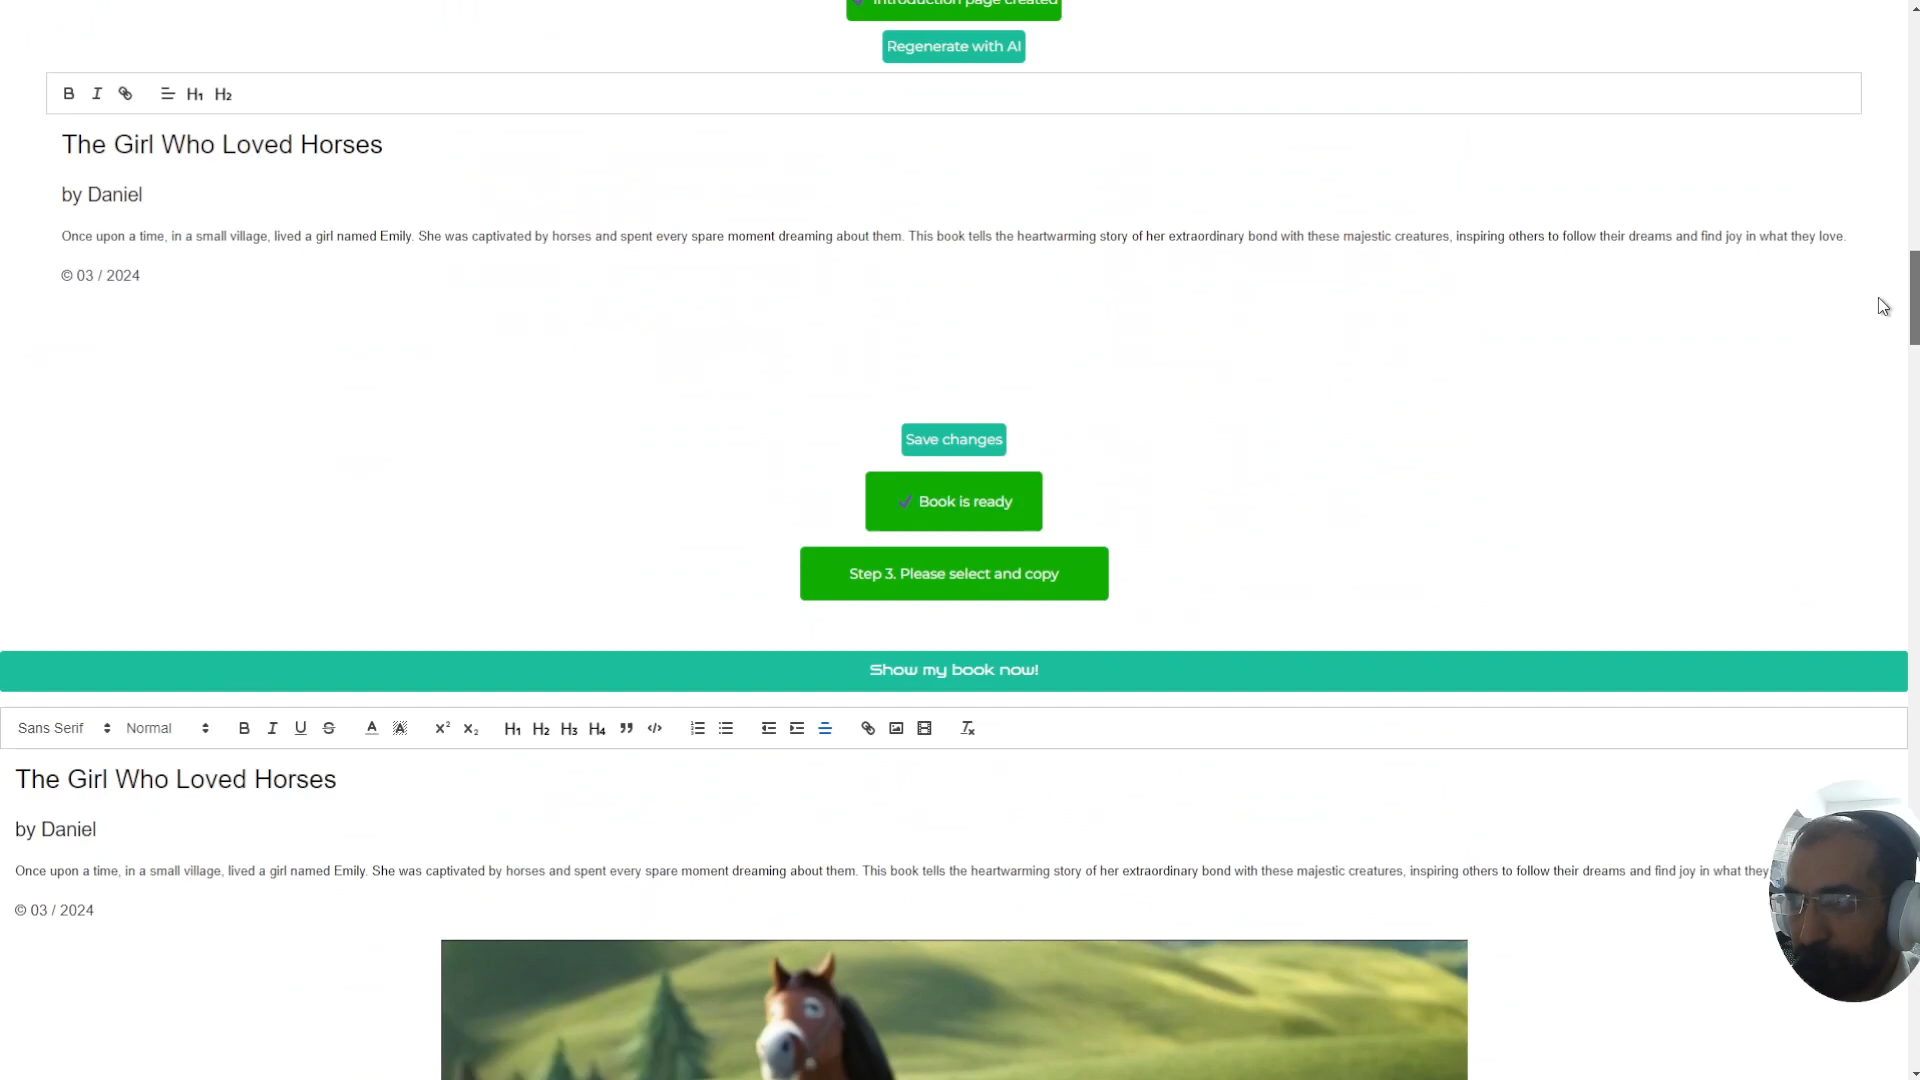 Introduction page created
Regenerate with AI
B I H1 H2
The Girl Who Loved Horses
by Daniel
Once upon a time, in a small village, lived a girl named Emily. She was captivated by horses and spent every spare moment dreaming about them. This book tells the heartwarming story of her extraordinary bond with these majestic creatures, inspiring others to follow their dreams and find joy in what they love.
© 03 / 2024
Save changes
Book is ready
Step 3. Please select and copy
Show my book now!
Sans Serif Normal B I U S A A X² X₂ H1 H2 H3 H4
The Girl Who Loved Horses
by Daniel
Once upon a time, in a small village, lived a girl named Emily. She was captivated by horses and spent every spare moment dreaming about them. This book tells the heartwarming story of her extraordinary bond with these majestic creatures, inspiring others to follow their dreams and find joy in what they
© 03 / 2024